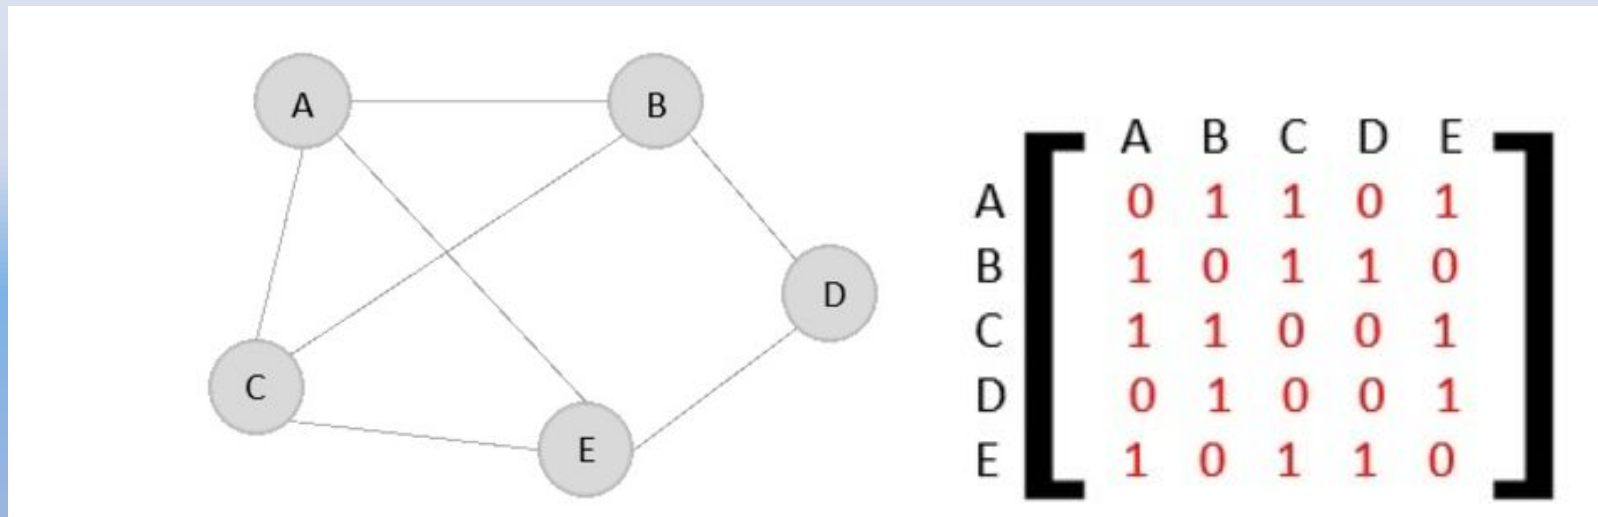 A B
D
C
E
A B C D E
A 0 1 1 0 1
B 1 0 1 1 0
C 1 1 0 0 1
D 0 1 0 0 1
E 1 0 1 1 0